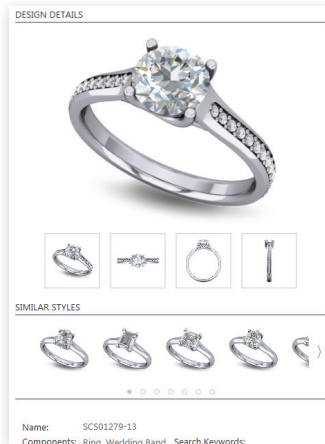 DESIGN DETAILS
SIMILAR STYLES
Name: SCS01279-13
Components: Ring, Wedding Band Search Keywords: